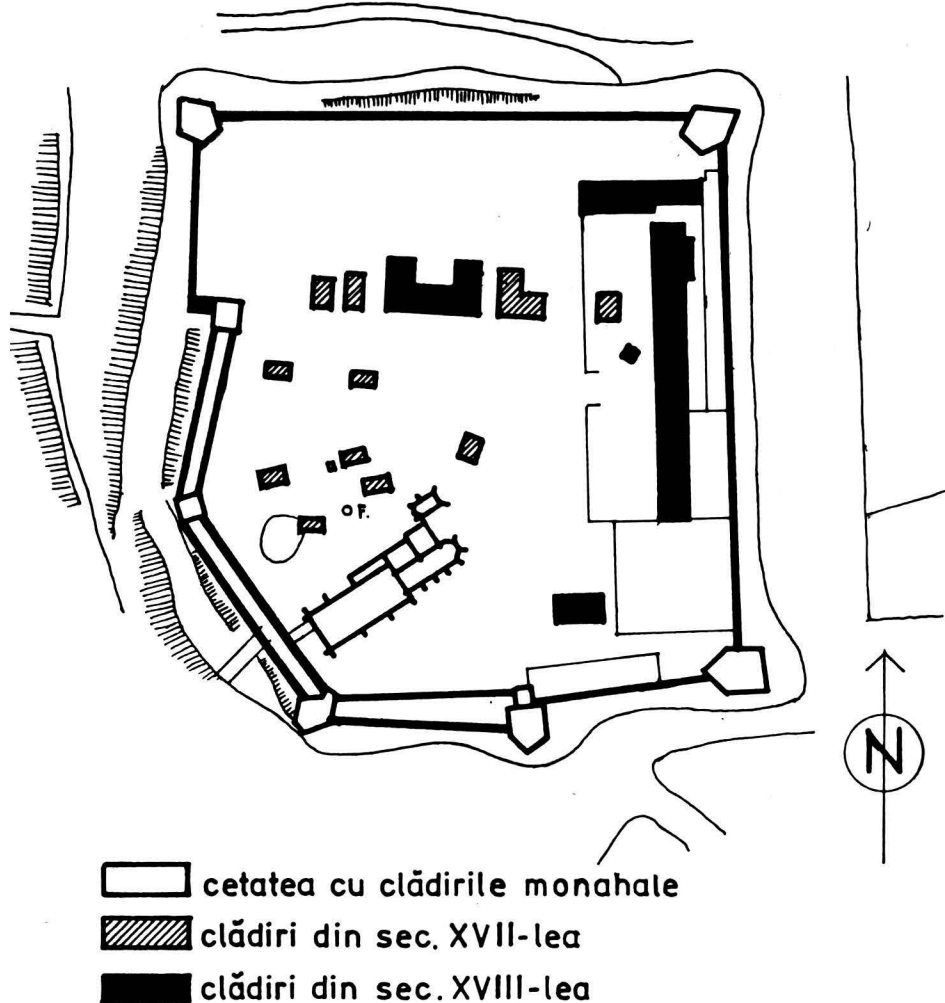 F.
N
cetatea cu clădirile monahale
clădiri din sec. XVII-lea
clădiri din sec. XVIII-lea